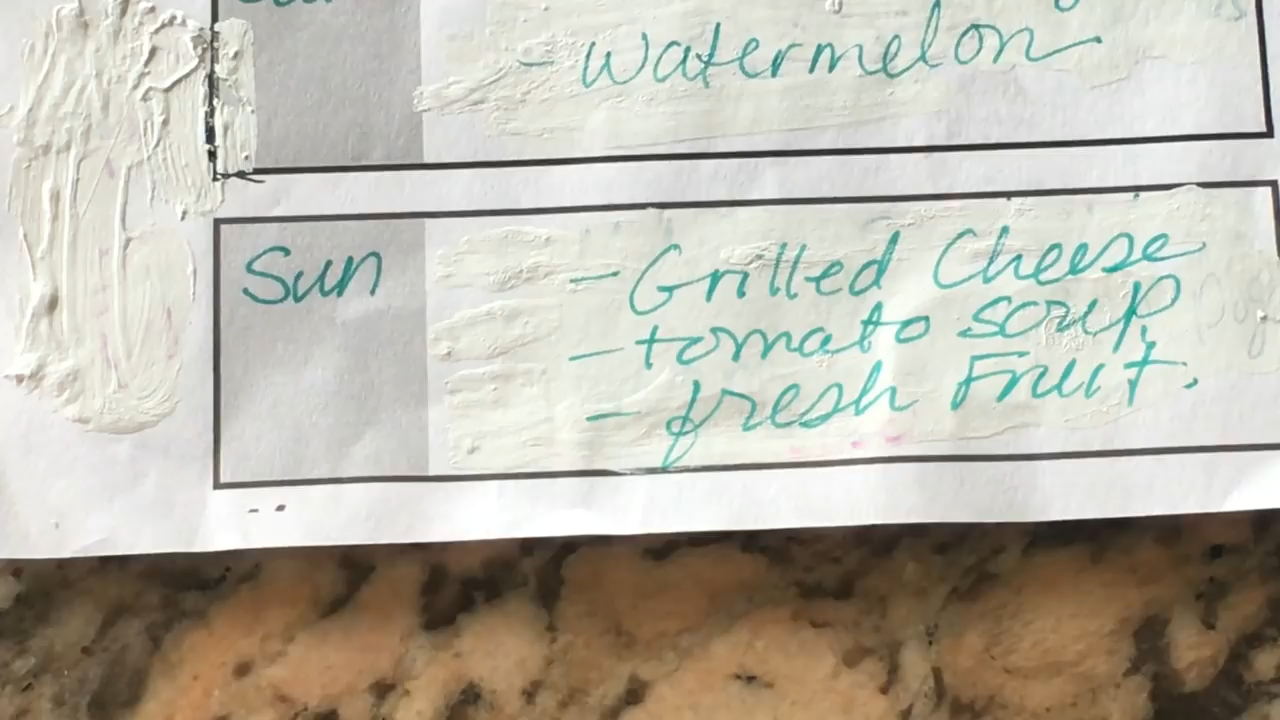 - watermelon
Sun
- Grilled Cheese
- tomato soup
- fresh Fruit.